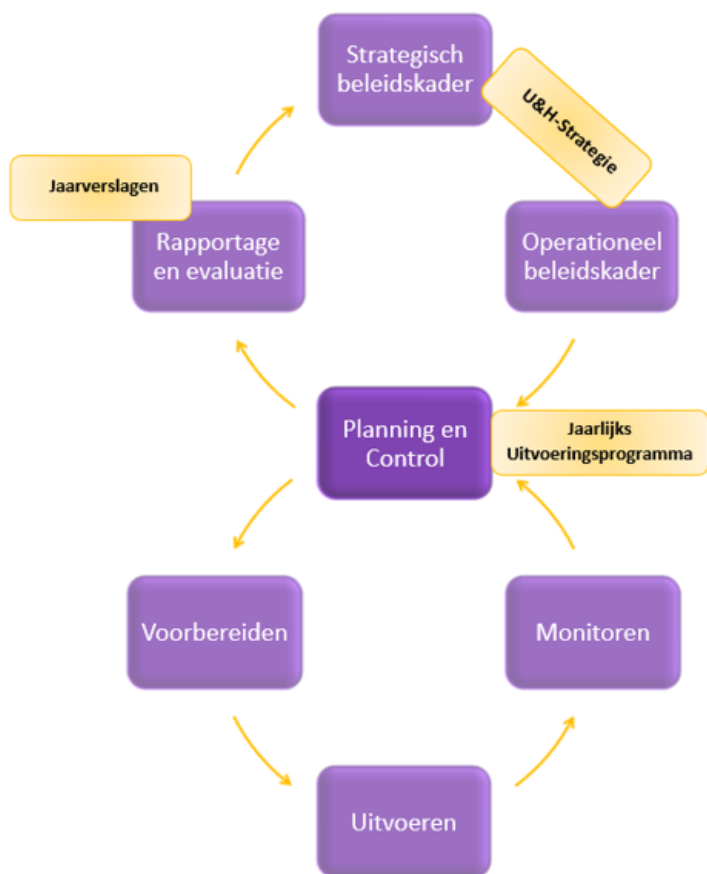 Strategisch
beleidskader
U&H-Strategie
Jaarverslagen
Rapportage
en evaluatie
Operationeel
beleidskader
Planning en
Control
Jaarlijks
Uitvoeringsprogramma
Voorbereiden
Monitoren
Uitvoeren